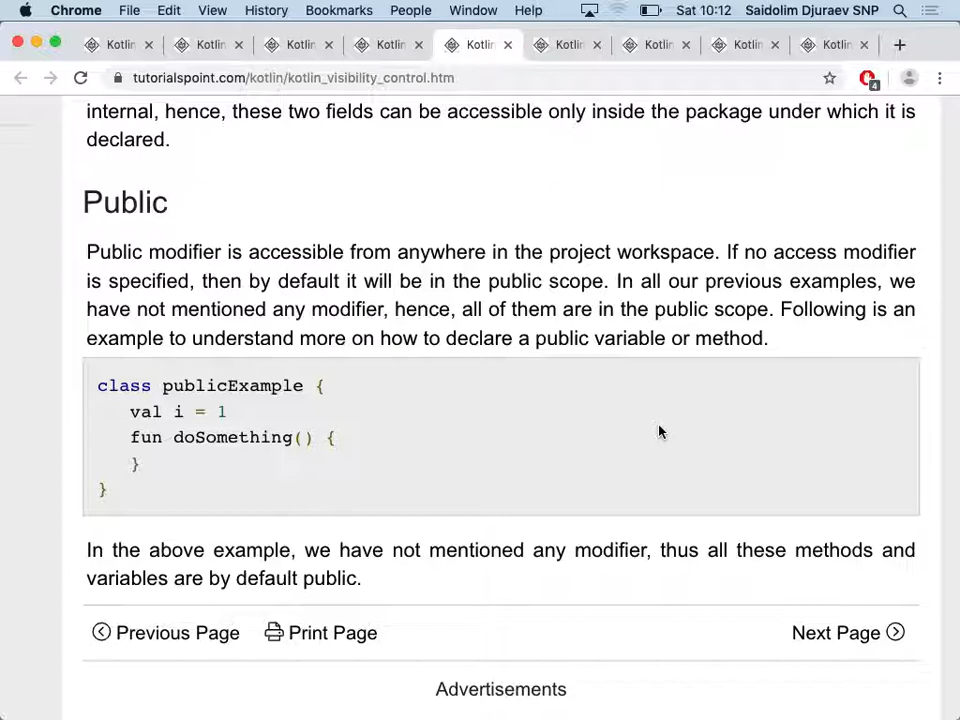 Chrome File Edit View History Bookmarks People Window Help Sat 10:12 Saidolim Djuraev SNP
Kotlin Kotlin Kotlin Kotlin Kotlin Kotlin Kotlin Kotlin Kotlin
tutorialspoint.com/kotlin/kotlin_visibility_control.htm 4
internal, hence, these two fields can be accessible only inside the package under which it is
declared.
Public
Public modifier is accessible from anywhere in the project workspace. If no access modifier
is specified, then by default it will be in the public scope. In all our previous examples, we
have not mentioned any modifier, hence, all of them are in the public scope. Following is an
example to understand more on how to declare a public variable or method.
class publicExample {
val i = 1
fun doSomething() {
}
}
In the above example, we have not mentioned any modifier, thus all these methods and
variables are by default public.
Previous Page Print Page Next Page
Advertisements